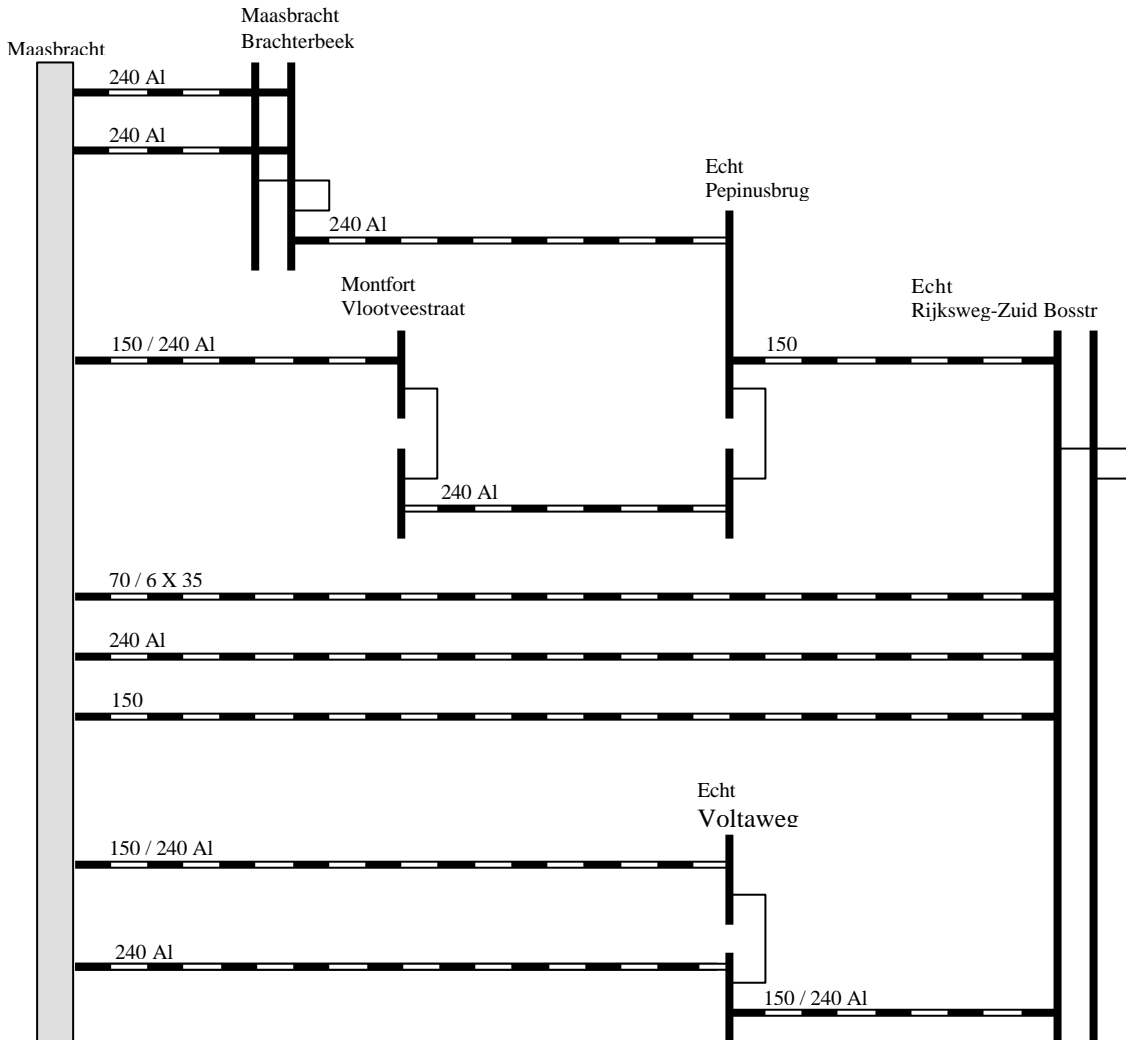 Maasbracht
Maasbracht
Brachterbeek
240 Al
240 Al
Echt
Pepinusbrug
240 Al
Montfort
Vlootveestraat
Echt
Rijksweg-Zuid Bosstr
150 / 240 Al
150
240 Al
70 / 6 X 35
240 Al
150
Echt
Voltaweg
150 / 240 Al
240 Al
150 / 240 Al